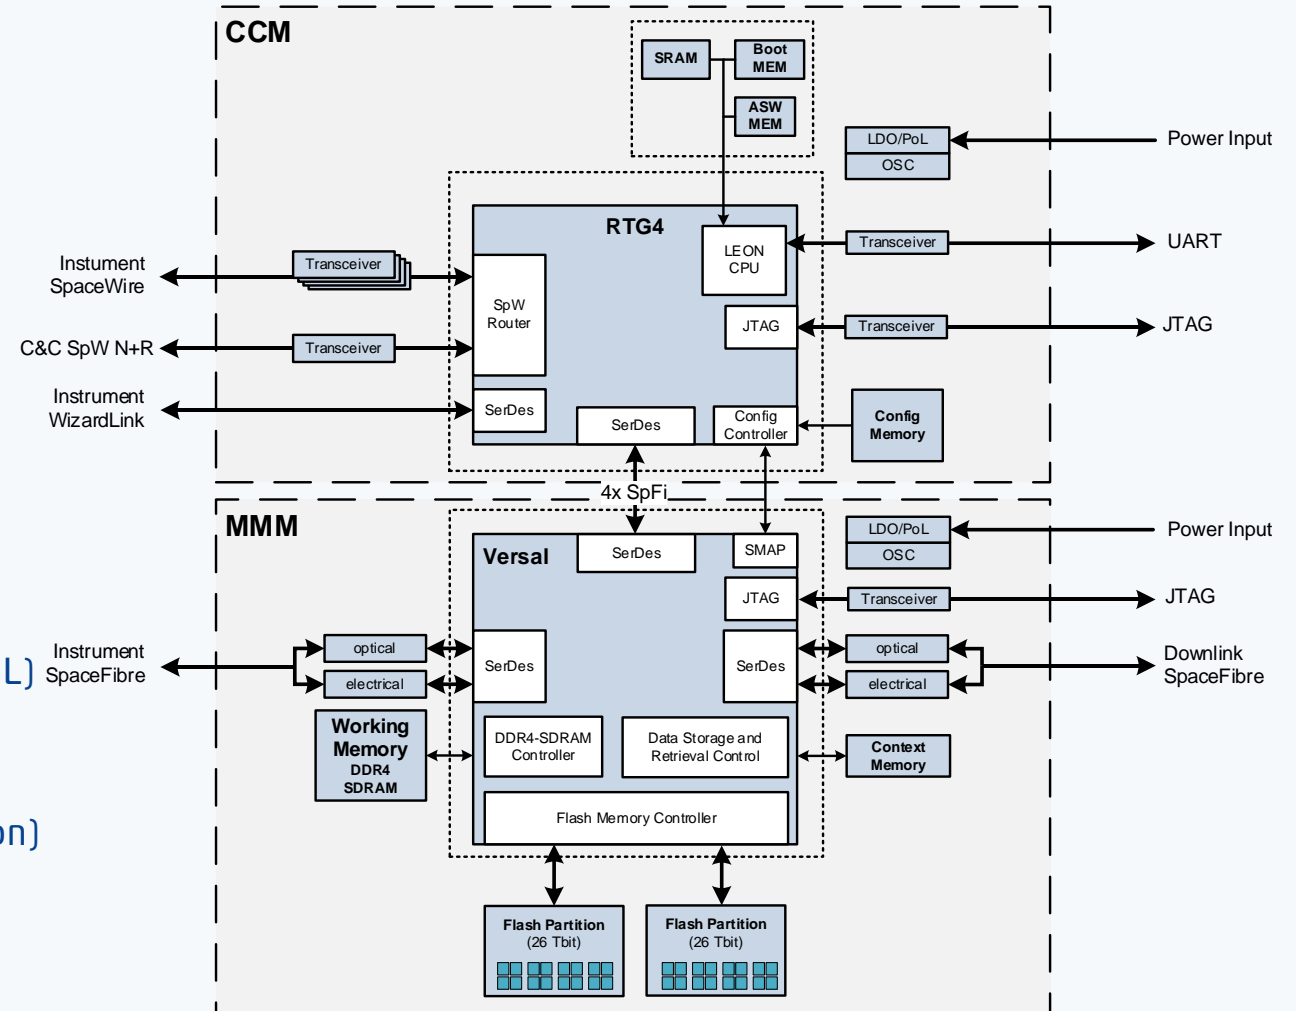 CCM
SRAM
Boot
MEM
ASW
MEM
LDO/PoL
OSC
Power Input
RTG4
LEON
CPU
Transceiver
UART
Instument
SpaceWire
Transceiver
SpW
Router
JTAG
Transceiver
JTAG
C&C SpW N+R
Transceiver
Instrument
WizardLink
SerDes
SerDes
Config
Controller
Config
Memory
4x SpFi
MMM
Versal
SerDes
SMAP
LDO/PoL
OSC
Power Input
JTAG
Transceiver
JTAG
L)
Instrument
SpaceFibre
optical
electrical
SerDes
SerDes
optical
electrical
Downlink
SpaceFibre
Working
Memory
DDR4
SDRAM
DDR4-SDRAM
Controller
Data Storage and
Retrieval Control
Context
Memory
on)
Flash Memory Controller
Flash Partition
(26 Tbit)
Flash Partition
(26 Tbit)